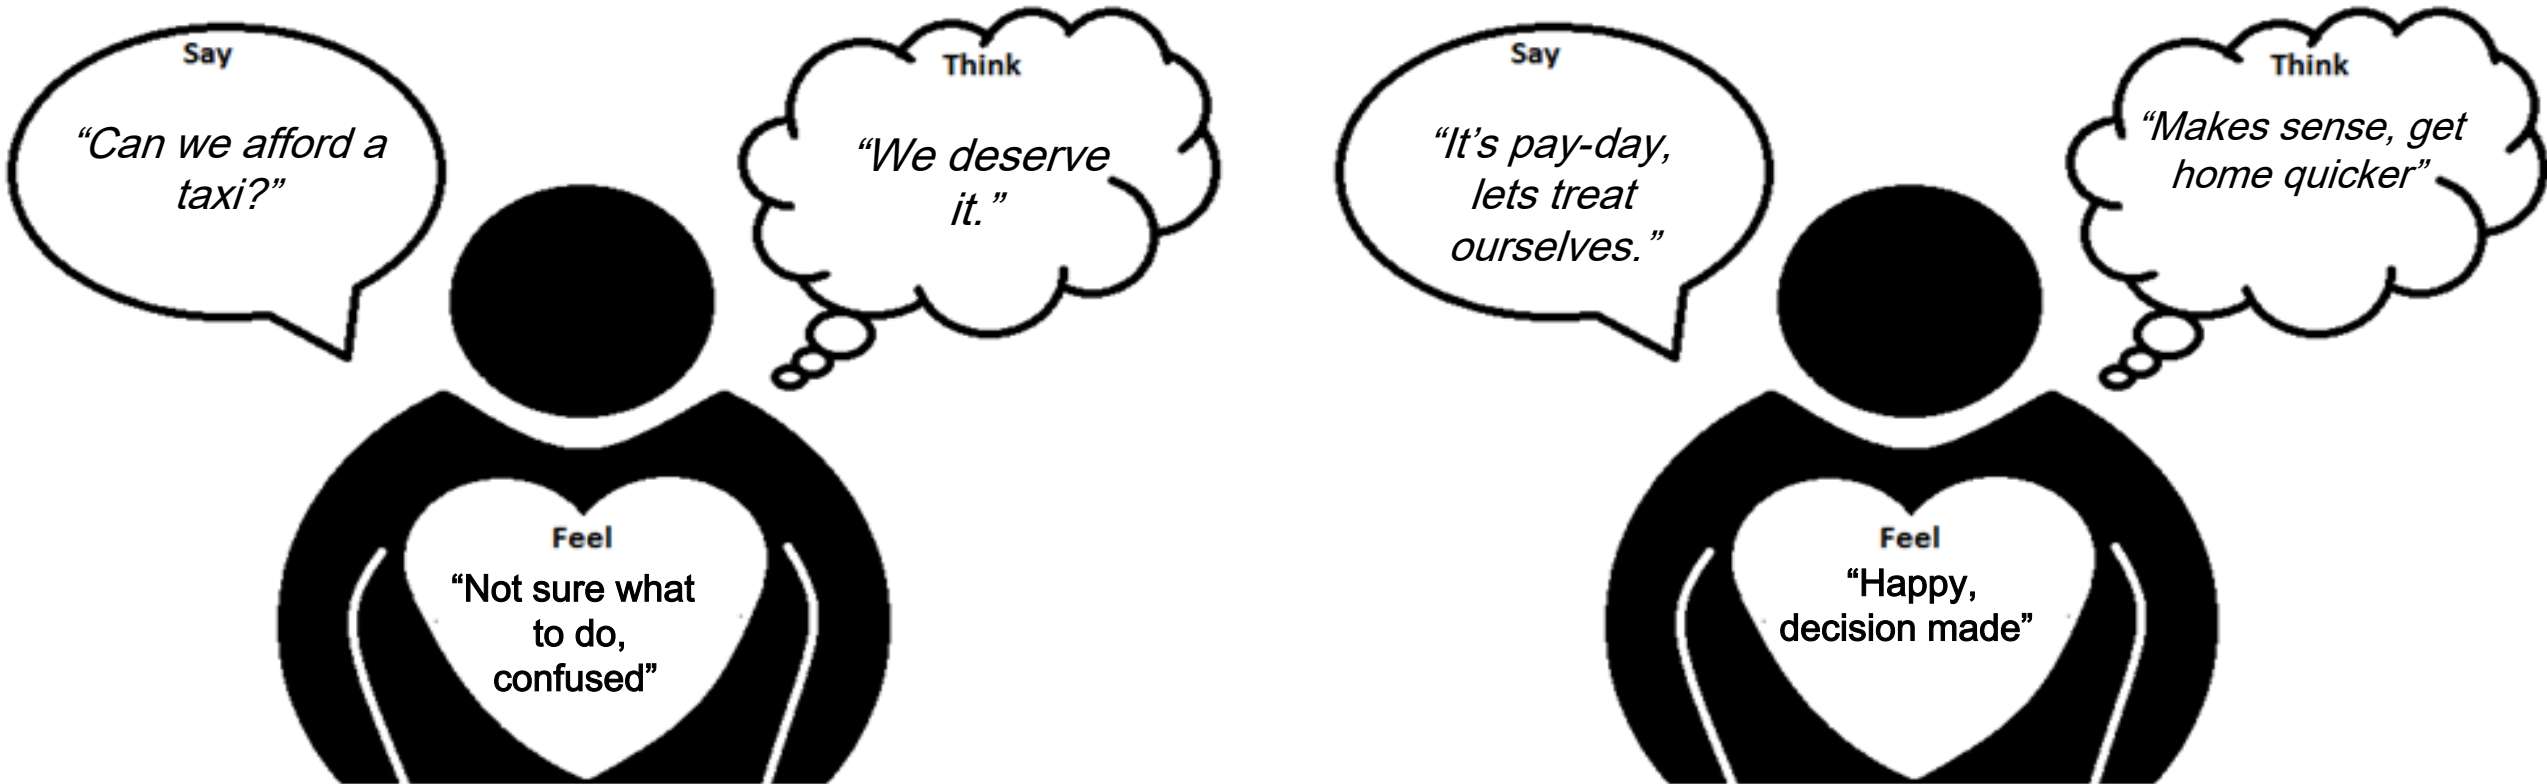 Say
“Can we afford a
taxi?”
Think
“We deserve
it.”
Feel
“Not sure what
to do,
confused”
Say
“It’s pay-day,
lets treat
ourselves.”
Think
“Makes sense, get
home quicker”
Feel
“Happy,
decision made”